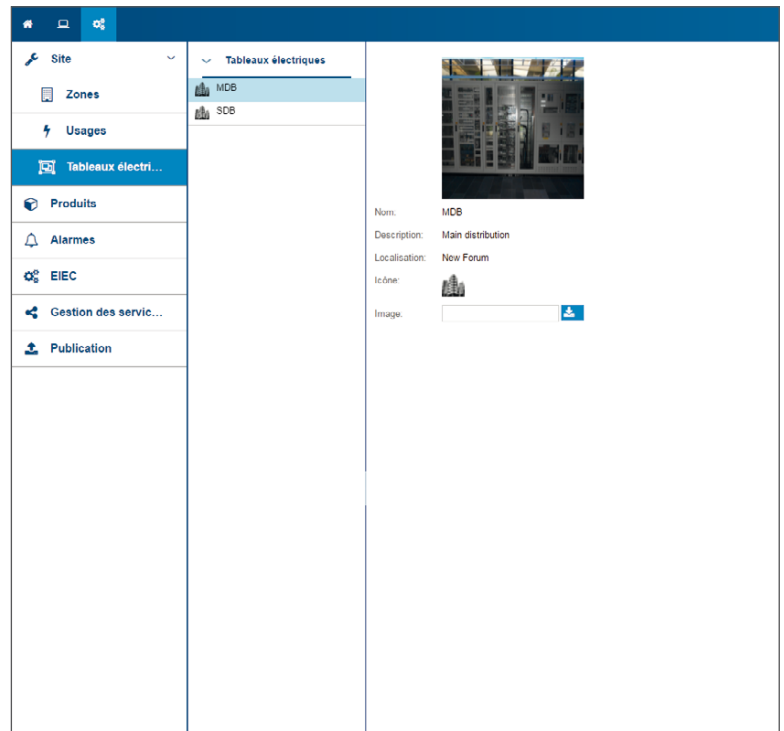 Site
Zones
Usages
Tableaux électri...
Produits
Alarmes
EIEC
Gestion des servic...
Publication
Tableaux électriques
MDB
SDB
Nom: MDB
Description: Main distribution
Localisation: New Forum
Icône:
Image: